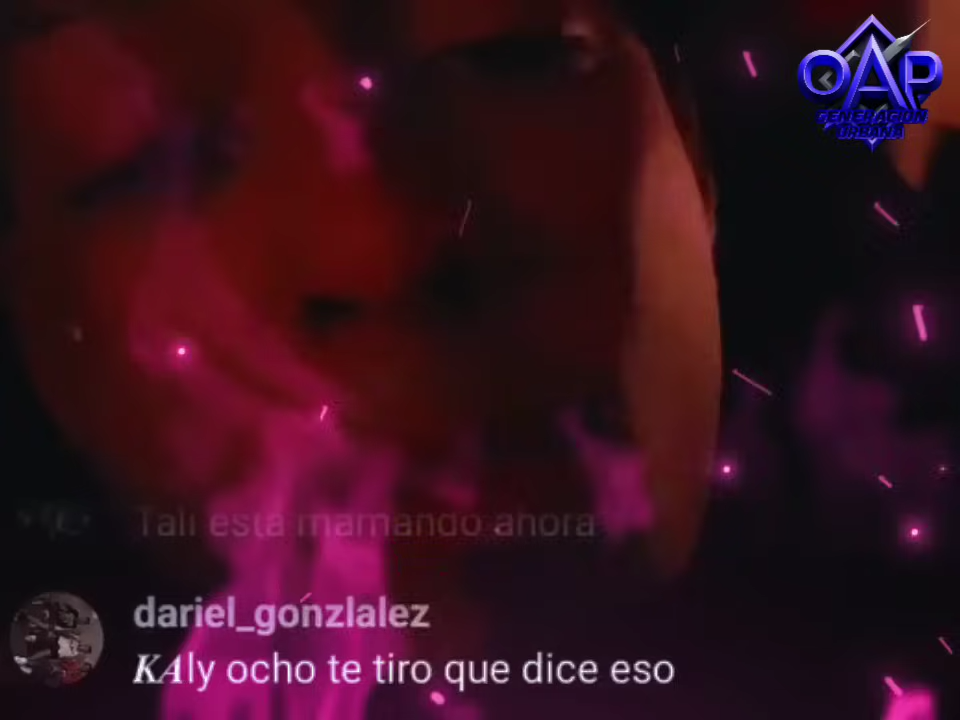 OAP
GENERACION
URBANA
Tali esta mamando ahora
dariel_gonzlalez
KAly ocho te tiro que dice eso